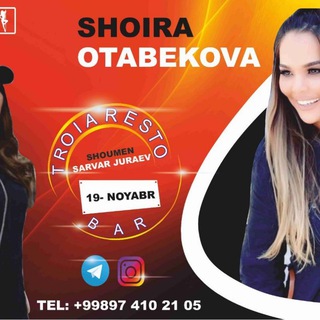 SHOIRA
OTABEKOVA
TROIA RESTO
SHOUMEN
SARVAR JURAEV
19- NOYABR
BAR
TEL: +99897 410 21 05